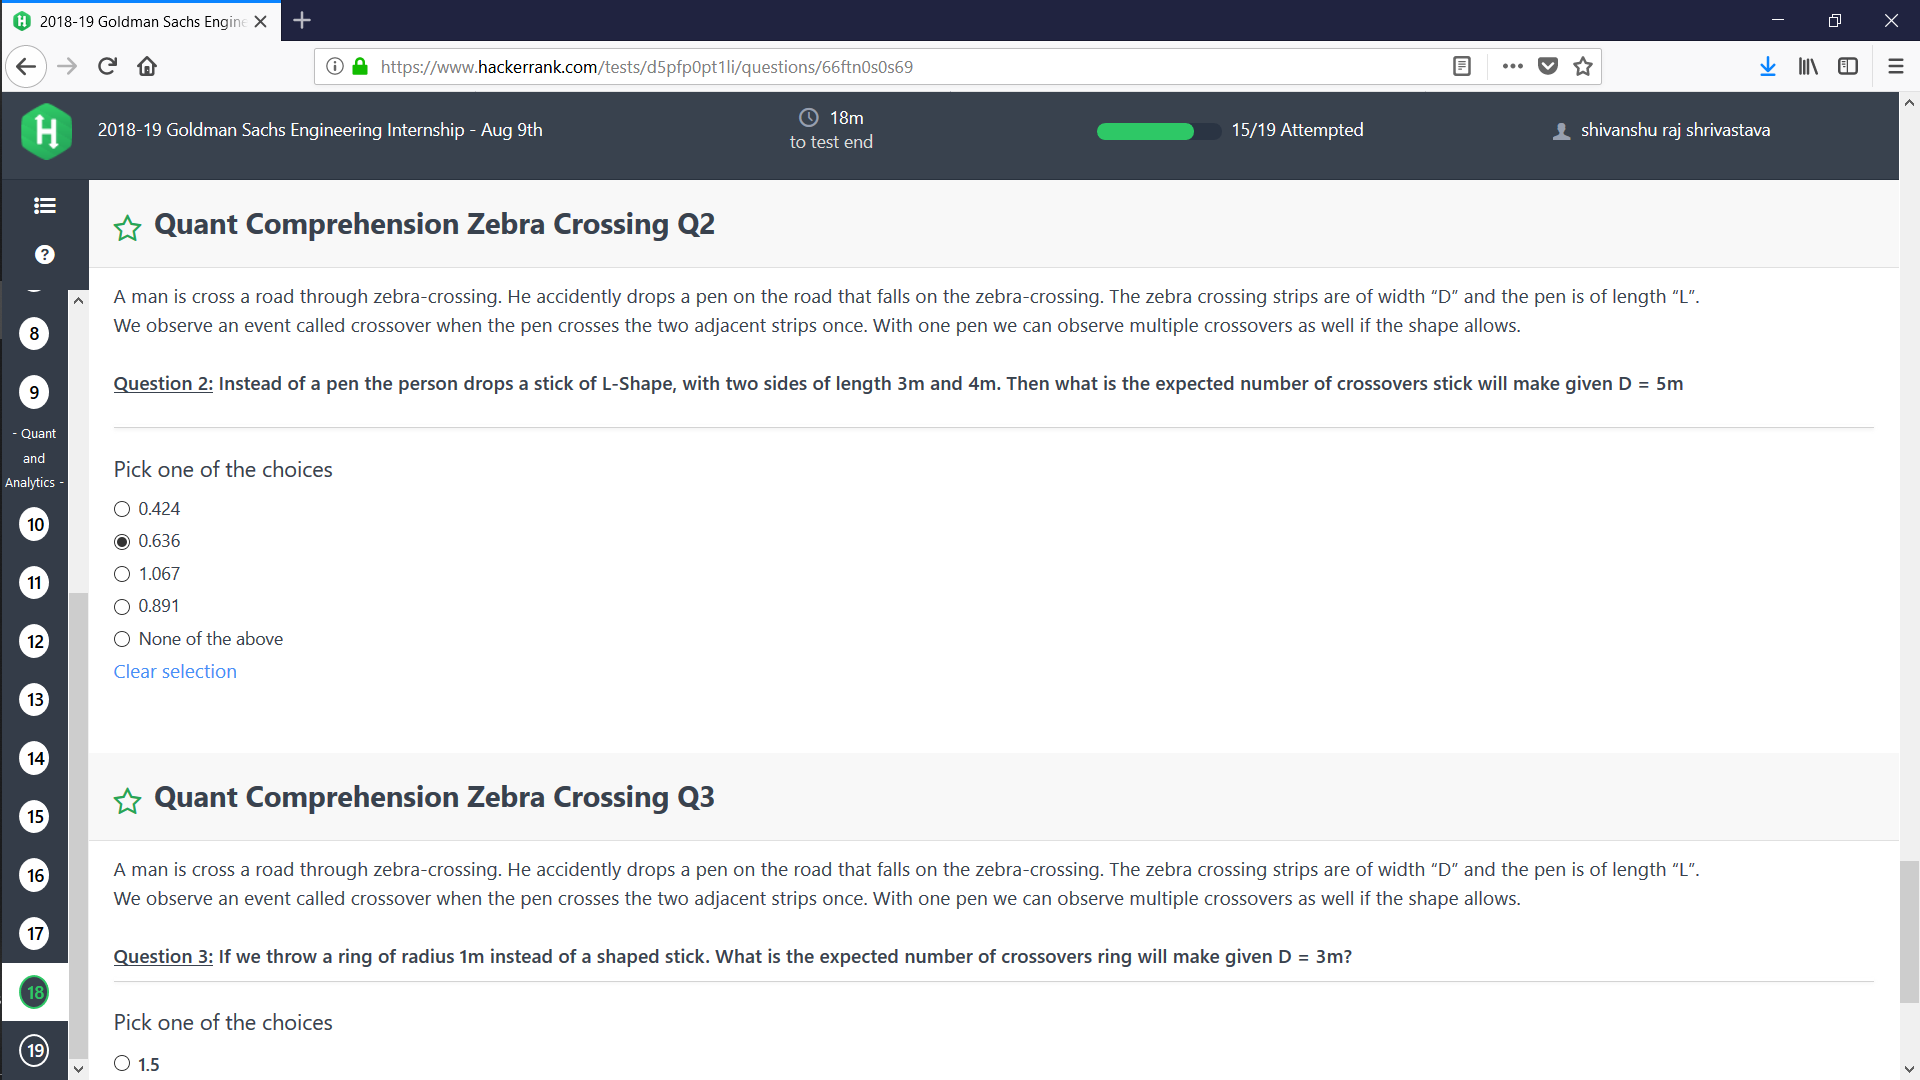 2018-19 Goldman Sachs Engine
https://www.hackerrank.com/tests/d5pfp0pt1li/questions/66ftn0s0s69
H
2018-19 Goldman Sachs Engineering Internship - Aug 9th
18m
to test end
15/19 Attempted
shivanshu raj shrivastava
?
8
9
- Quant
and
Analytics -
10
11
12
13
14
15
16
17
18
19
Quant Comprehension Zebra Crossing Q2
A man is cross a road through zebra-crossing. He accidently drops a pen on the road that falls on the zebra-crossing. The zebra crossing strips are of width “D” and the pen is of length “L”.
We observe an event called crossover when the pen crosses the two adjacent strips once. With one pen we can observe multiple crossovers as well if the shape allows.
Question 2: Instead of a pen the person drops a stick of L-Shape, with two sides of length 3m and 4m. Then what is the expected number of crossovers stick will make given D = 5m
Pick one of the choices
0.424
0.636
1.067
0.891
None of the above
Clear selection
Quant Comprehension Zebra Crossing Q3
A man is cross a road through zebra-crossing. He accidently drops a pen on the road that falls on the zebra-crossing. The zebra crossing strips are of width “D” and the pen is of length “L”.
We observe an event called crossover when the pen crosses the two adjacent strips once. With one pen we can observe multiple crossovers as well if the shape allows.
Question 3: If we throw a ring of radius 1m instead of a shaped stick. What is the expected number of crossovers ring will make given D = 3m?
Pick one of the choices
1.5